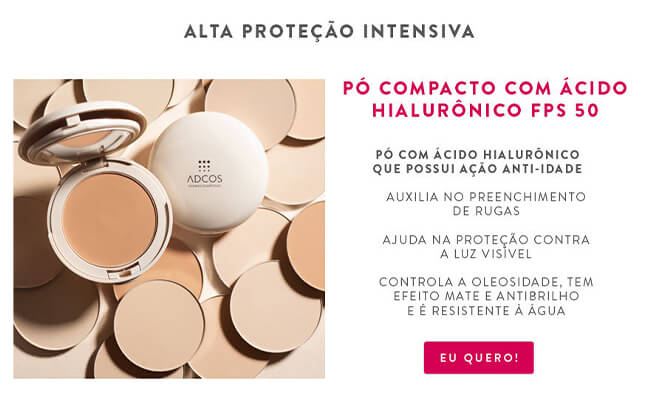 ALTA PROTEÇÃO INTENSIVA
PÓ COMPACTO COM ÁCIDO
HIALURÔNICO FPS 50
ADCOS
PÓ COM ÁCIDO HIALURÔNICO
QUE POSSUI AÇÃO ANTI-IDADE
AUXILIA NO PREENCHIMENTO
DE RUGAS
AJUDA NA PROTEÇÃO CONTRA
A LUZ VISÍVEL
CONTROLA A OLEOSIDADE, TEM
EFEITO MATE E ANTIBRILHO
E É RESISTENTE À ÁGUA
EU QUERO!